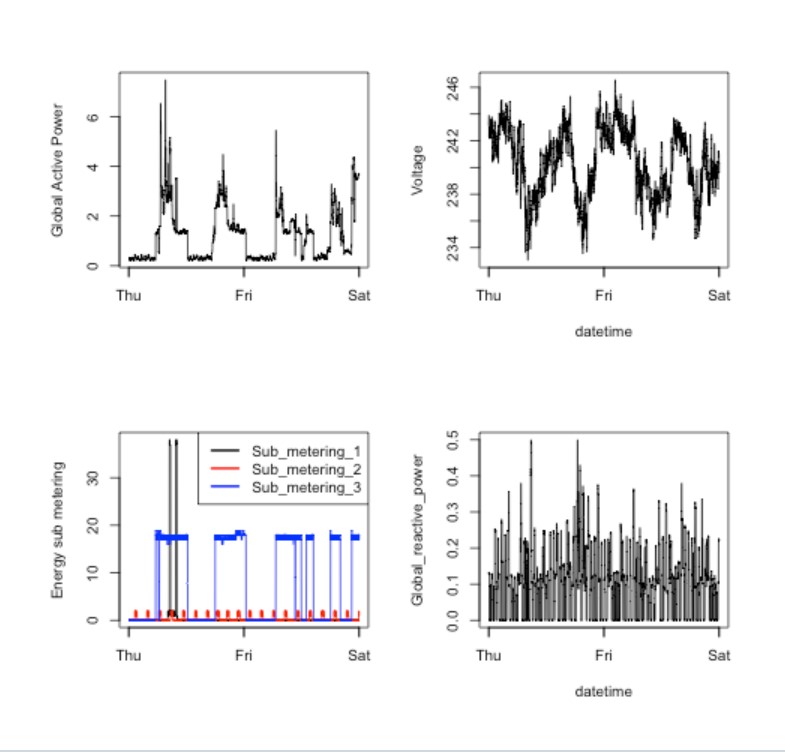 Global Active Power
0 2 4 6
Thu Fri Sat
Voltage
234 238 242 246
Thu Fri Sat
datetime
Energy sub metering
0 10 20 30
Sub_metering_1
Sub_metering_2
Sub_metering_3
Thu Fri Sat
Global_reactive_power
0.0 0.1 0.2 0.3 0.4 0.5
Thu Fri Sat
datetime